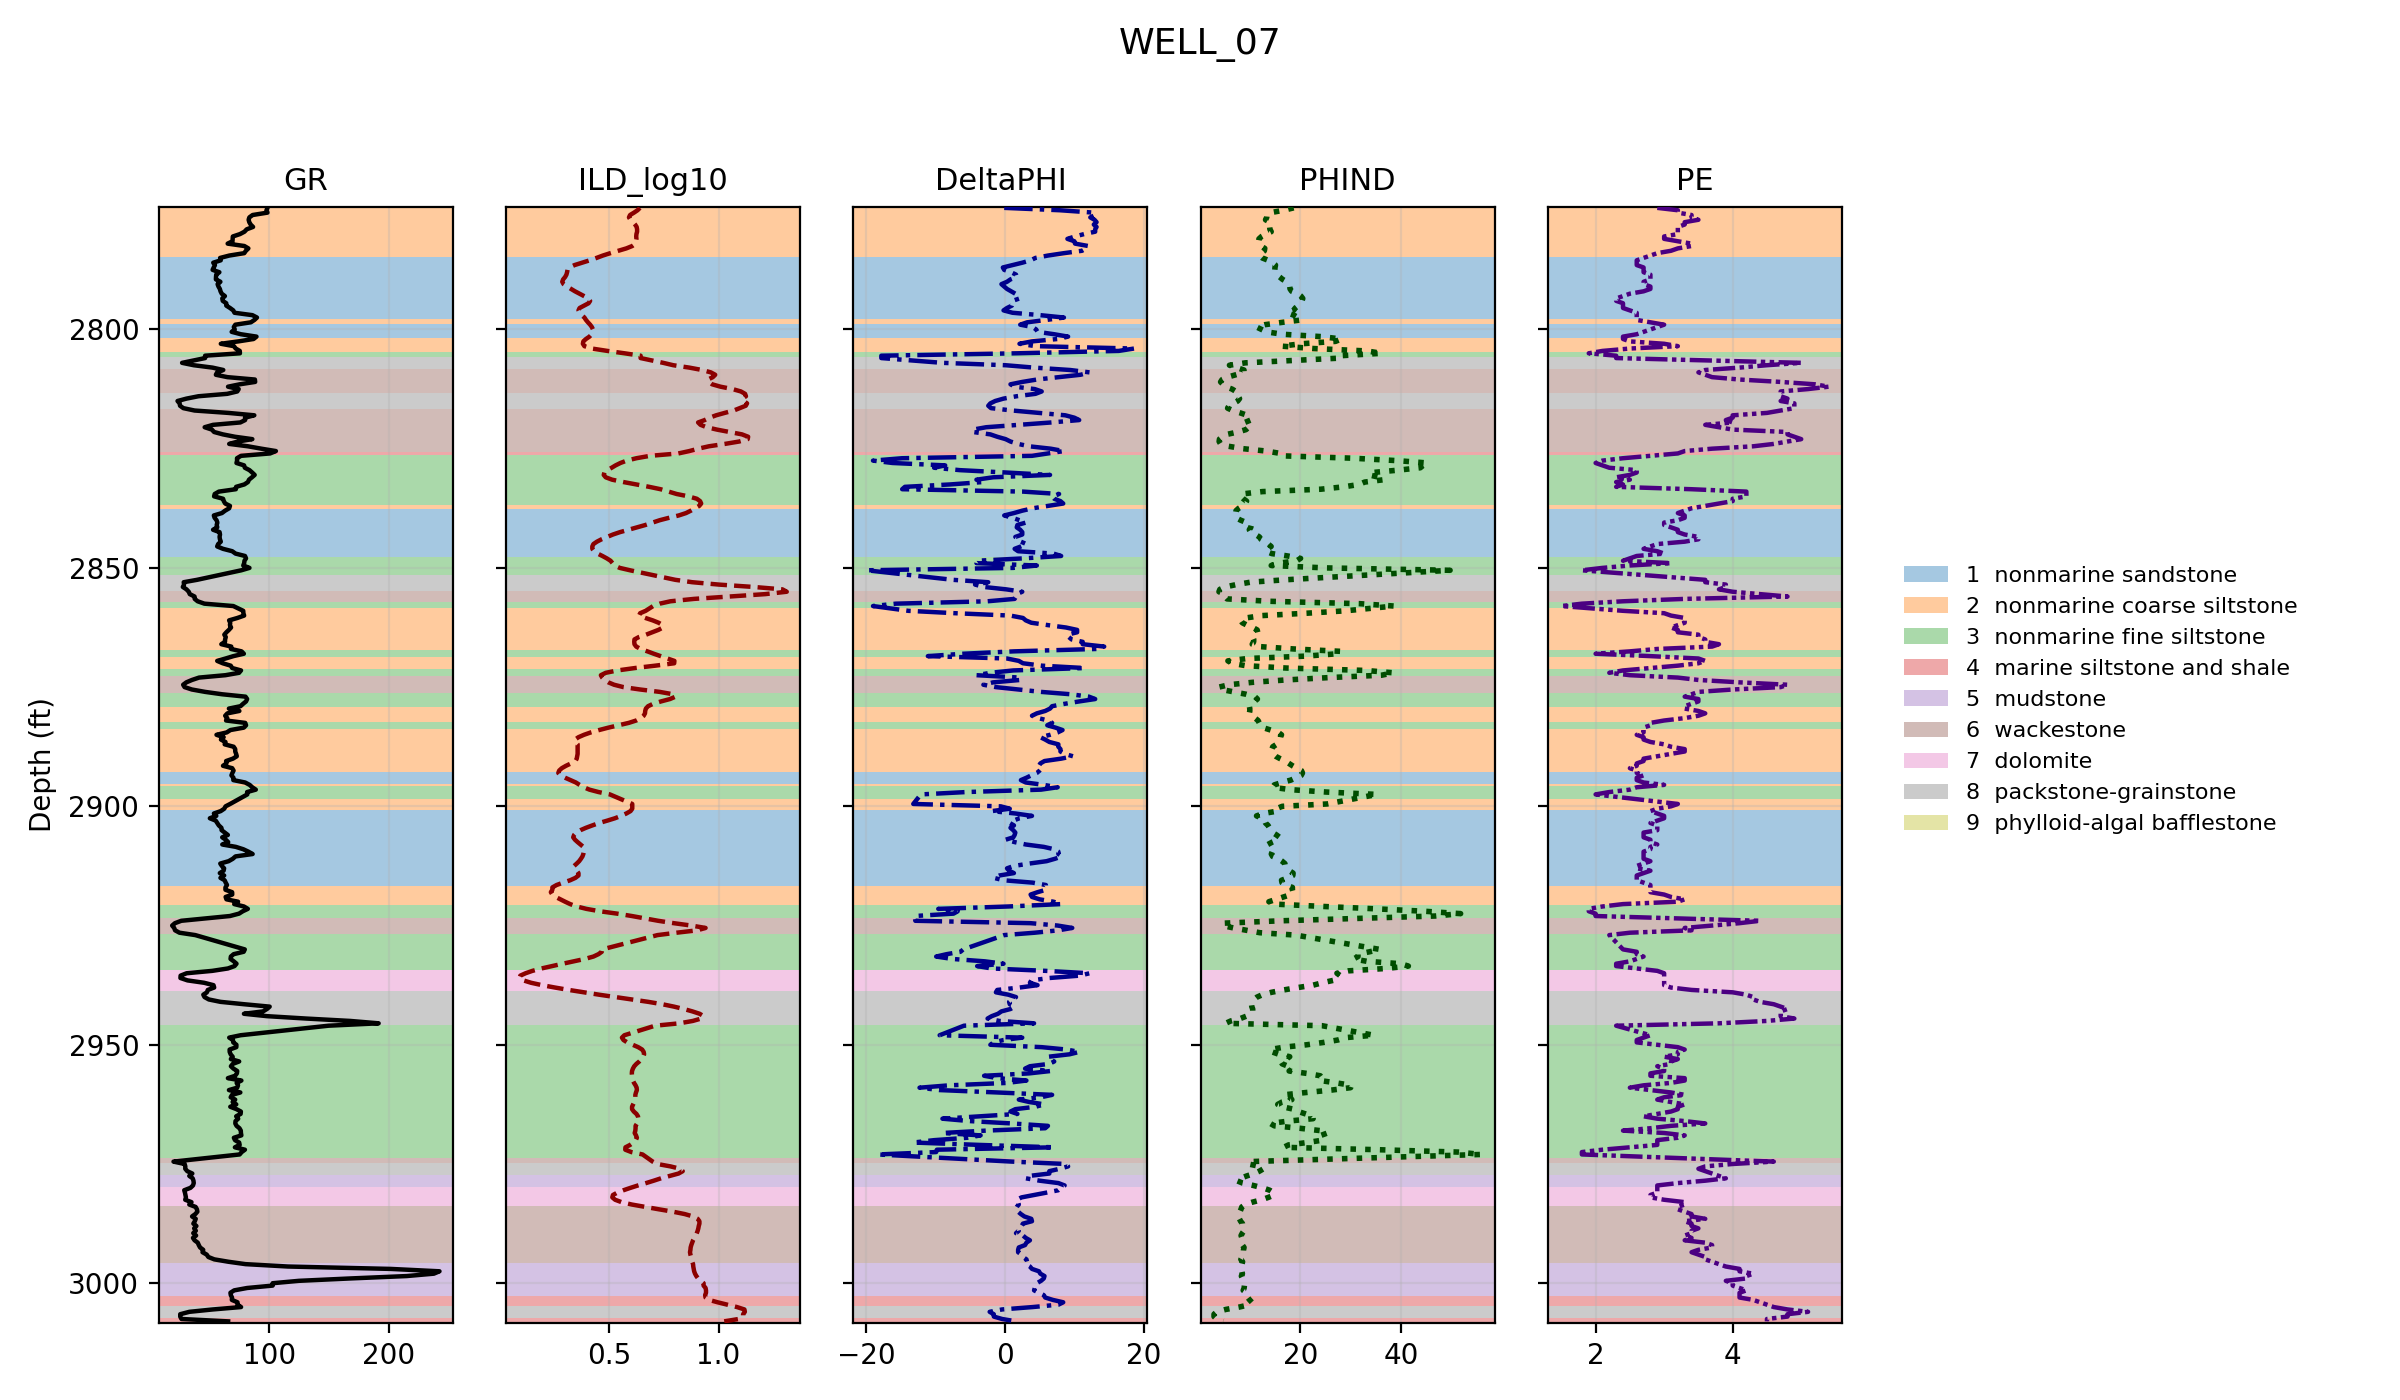 WELL_07
GR ILD_log10 DeltaPHI PHIND PE
Depth (ft)
2800
2850
2900
2950
3000
100 200 0.5 1.0 −20 0 20 20 40 2 4
1 nonmarine sandstone
2 nonmarine coarse siltstone
3 nonmarine fine siltstone
4 marine siltstone and shale
5 mudstone
6 wackestone
7 dolomite
8 packstone-grainstone
9 phylloid-algal bafflestone